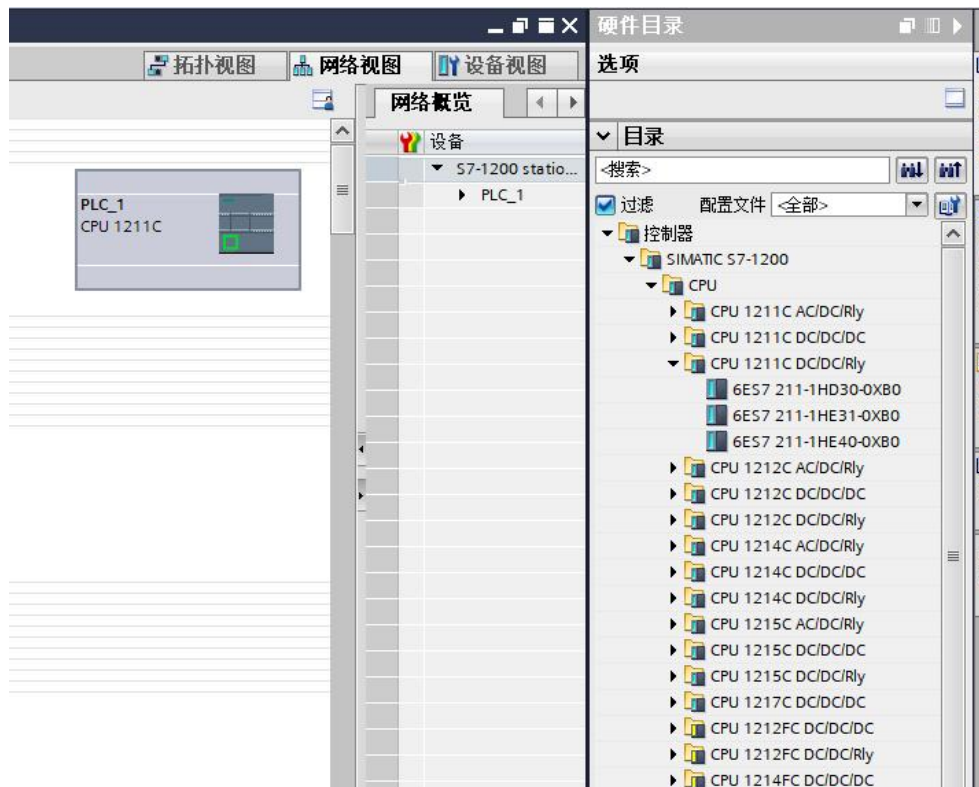 硬件目录
拓扑视图 网络视图 设备视图
选项
网络概览
目录
设备
<搜索>
S7-1200 statio...
PLC_1
过滤 配置文件 <全部>
PLC_1
CPU 1211C
控制器
SIMATIC S7-1200
CPU
CPU 1211C AC/DC/Rly
CPU 1211C DC/DC/DC
CPU 1211C DC/DC/Rly
6ES7 211-1HD30-0XB0
6ES7 211-1HE31-0XB0
6ES7 211-1HE40-0XB0
CPU 1212C AC/DC/Rly
CPU 1212C DC/DC/DC
CPU 1212C DC/DC/Rly
CPU 1214C AC/DC/Rly
CPU 1214C DC/DC/DC
CPU 1214C DC/DC/Rly
CPU 1215C AC/DC/Rly
CPU 1215C DC/DC/DC
CPU 1215C DC/DC/Rly
CPU 1217C DC/DC/DC
CPU 1212FC DC/DC/DC
CPU 1212FC DC/DC/Rly
CPU 1214FC DC/DC/DC